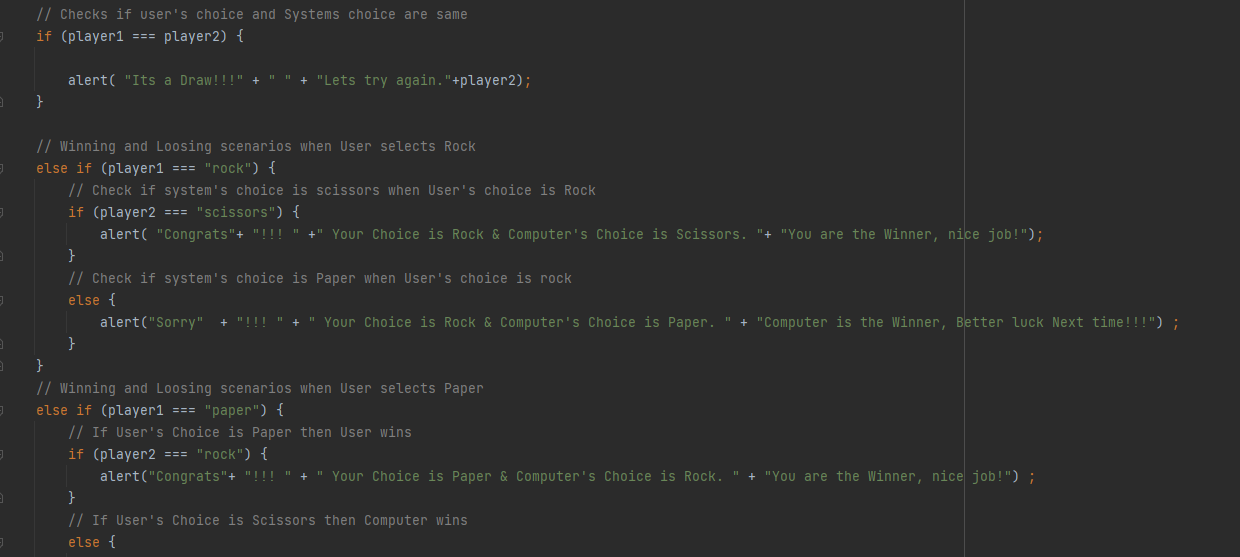 // Checks if user's choice and Systems choice are same
if (player1 === player2) {
alert( "Its a Draw!!!" + " " + "Lets try again."+player2);
}
// Winning and Loosing scenarios when User selects Rock
else if (player1 === "rock") {
// Check if system's choice is scissors when User's choice is Rock
if (player2 === "scissors") {
alert( "Congrats"+ "!!! " +" Your Choice is Rock & Computer's Choice is Scissors. "+ "You are the Winner, nice job!");
}
// Check if system's choice is Paper when User's choice is rock
else {
alert("Sorry"  + "!!! " + " Your Choice is Rock & Computer's Choice is Paper. " + "Computer is the Winner, Better luck Next time!!!") ;
}
}
// Winning and Loosing scenarios when User selects Paper
else if (player1 === "paper") {
// If User's Choice is Paper then User wins
if (player2 === "rock") {
alert("Congrats"+ "!!! " + " Your Choice is Paper & Computer's Choice is Rock. " + "You are the Winner, nice job!") ;
}
// If User's Choice is Scissors then Computer wins
else {